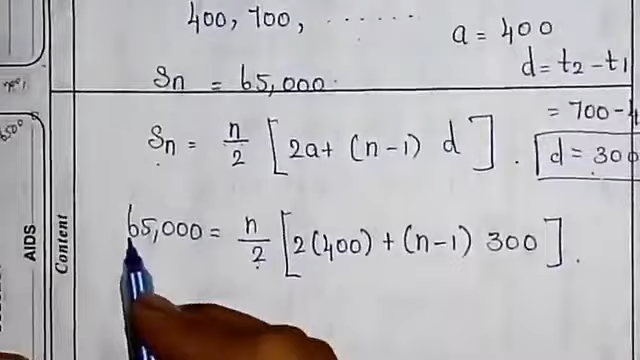 400, 700, ......
a = 400
d = t₂ - t₁
Sn = 65,000.
= 700 -
Sn = n/2 [2a + (n-1) d].
d = 300
65,000 = n/2 [2(400) + (n-1) 300].
AIDS
Content